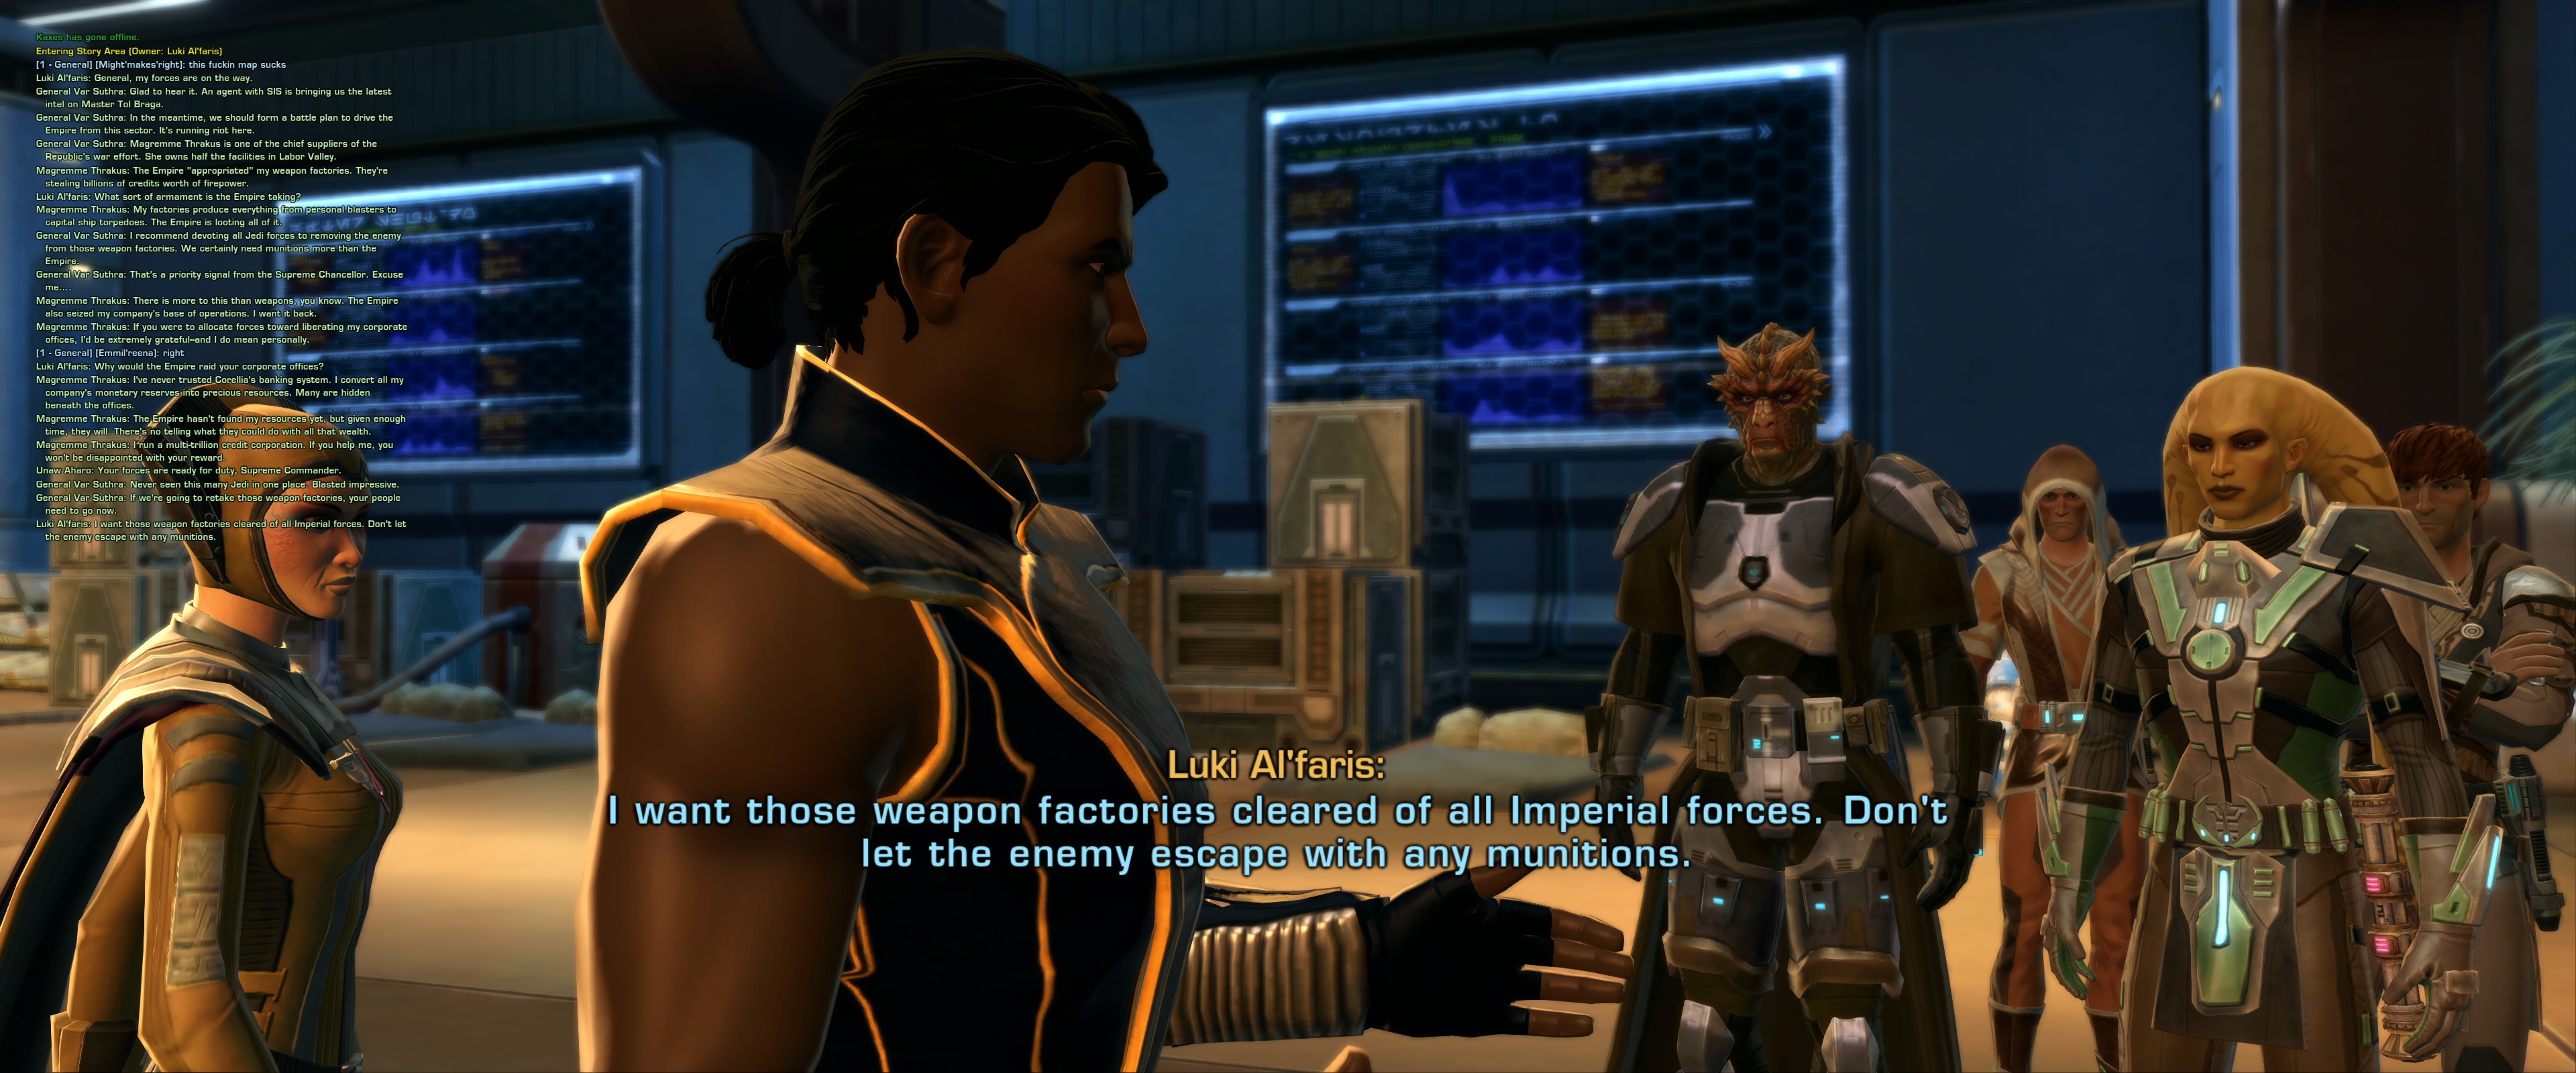 Kaxes has gone offline.
Entering Story Area (Owner: Luki Al'faris)
[1 - General] [Might'makes'right]: this fuckin map sucks
Luki Al'faris: General, my forces are on the way.
General Var Suthra: Glad to hear it. An agent with SIS is bringing us the latest
intel on Master Tol Braga.
General Var Suthra: In the meantime, we should form a battle plan to drive the
Empire from this sector. It's running riot here.
General Var Suthra: Magremme Thrakus is one of the chief suppliers of the
Republic's war effort. She owns half the facilities in Labor Valley.
Magremme Thrakus: The Empire "appropriated" my weapon factories. They're
stealing billions of credits worth of firepower.
Luki Al'faris: What sort of armament is the Empire taking?
Magremme Thrakus: My factories produce everything from personal blasters to
capital ship torpedoes. The Empire is looting all of it.
General Var Suthra: I recommend devoting all Jedi forces to removing the enemy
from those weapon factories. We certainly need munitions more than the
Empire.
General Var Suthra: That's a priority signal from the Supreme Chancellor. Excuse
me....
Magremme Thrakus: There is more to this than weapons, you know. The Empire
also seized my company's base of operations. I want it back.
Magremme Thrakus: If you were to allocate forces toward liberating my corporate
offices, I'd be extremely grateful—and I do mean personally.
[1 - General] [Emmil'reena]: right
Luki Al'faris: Why would the Empire raid your corporate offices?
Magremme Thrakus: I've never trusted Corellia's banking system. I convert all my
company's monetary reserves into precious resources. Many are hidden
beneath the offices.
Magremme Thrakus: The Empire hasn't found my resources yet, but given enough
time, they will. There's no telling what they could do with all that wealth.
Magremme Thrakus: I run a multi-trillion credit corporation. If you help me, you
won't be disappointed with your reward.
Unaw Aharo: Your forces are ready for duty, Supreme Commander.
General Var Suthra: Never seen this many Jedi in one place. Blasted impressive.
General Var Suthra: If we're going to retake those weapon factories, your people
need to go now.
Luki Al'faris: I want those weapon factories cleared of all Imperial forces. Don't let
the enemy escape with any munitions.
Luki Al'faris:
I want those weapon factories cleared of all Imperial forces. Don't
let the enemy escape with any munitions.